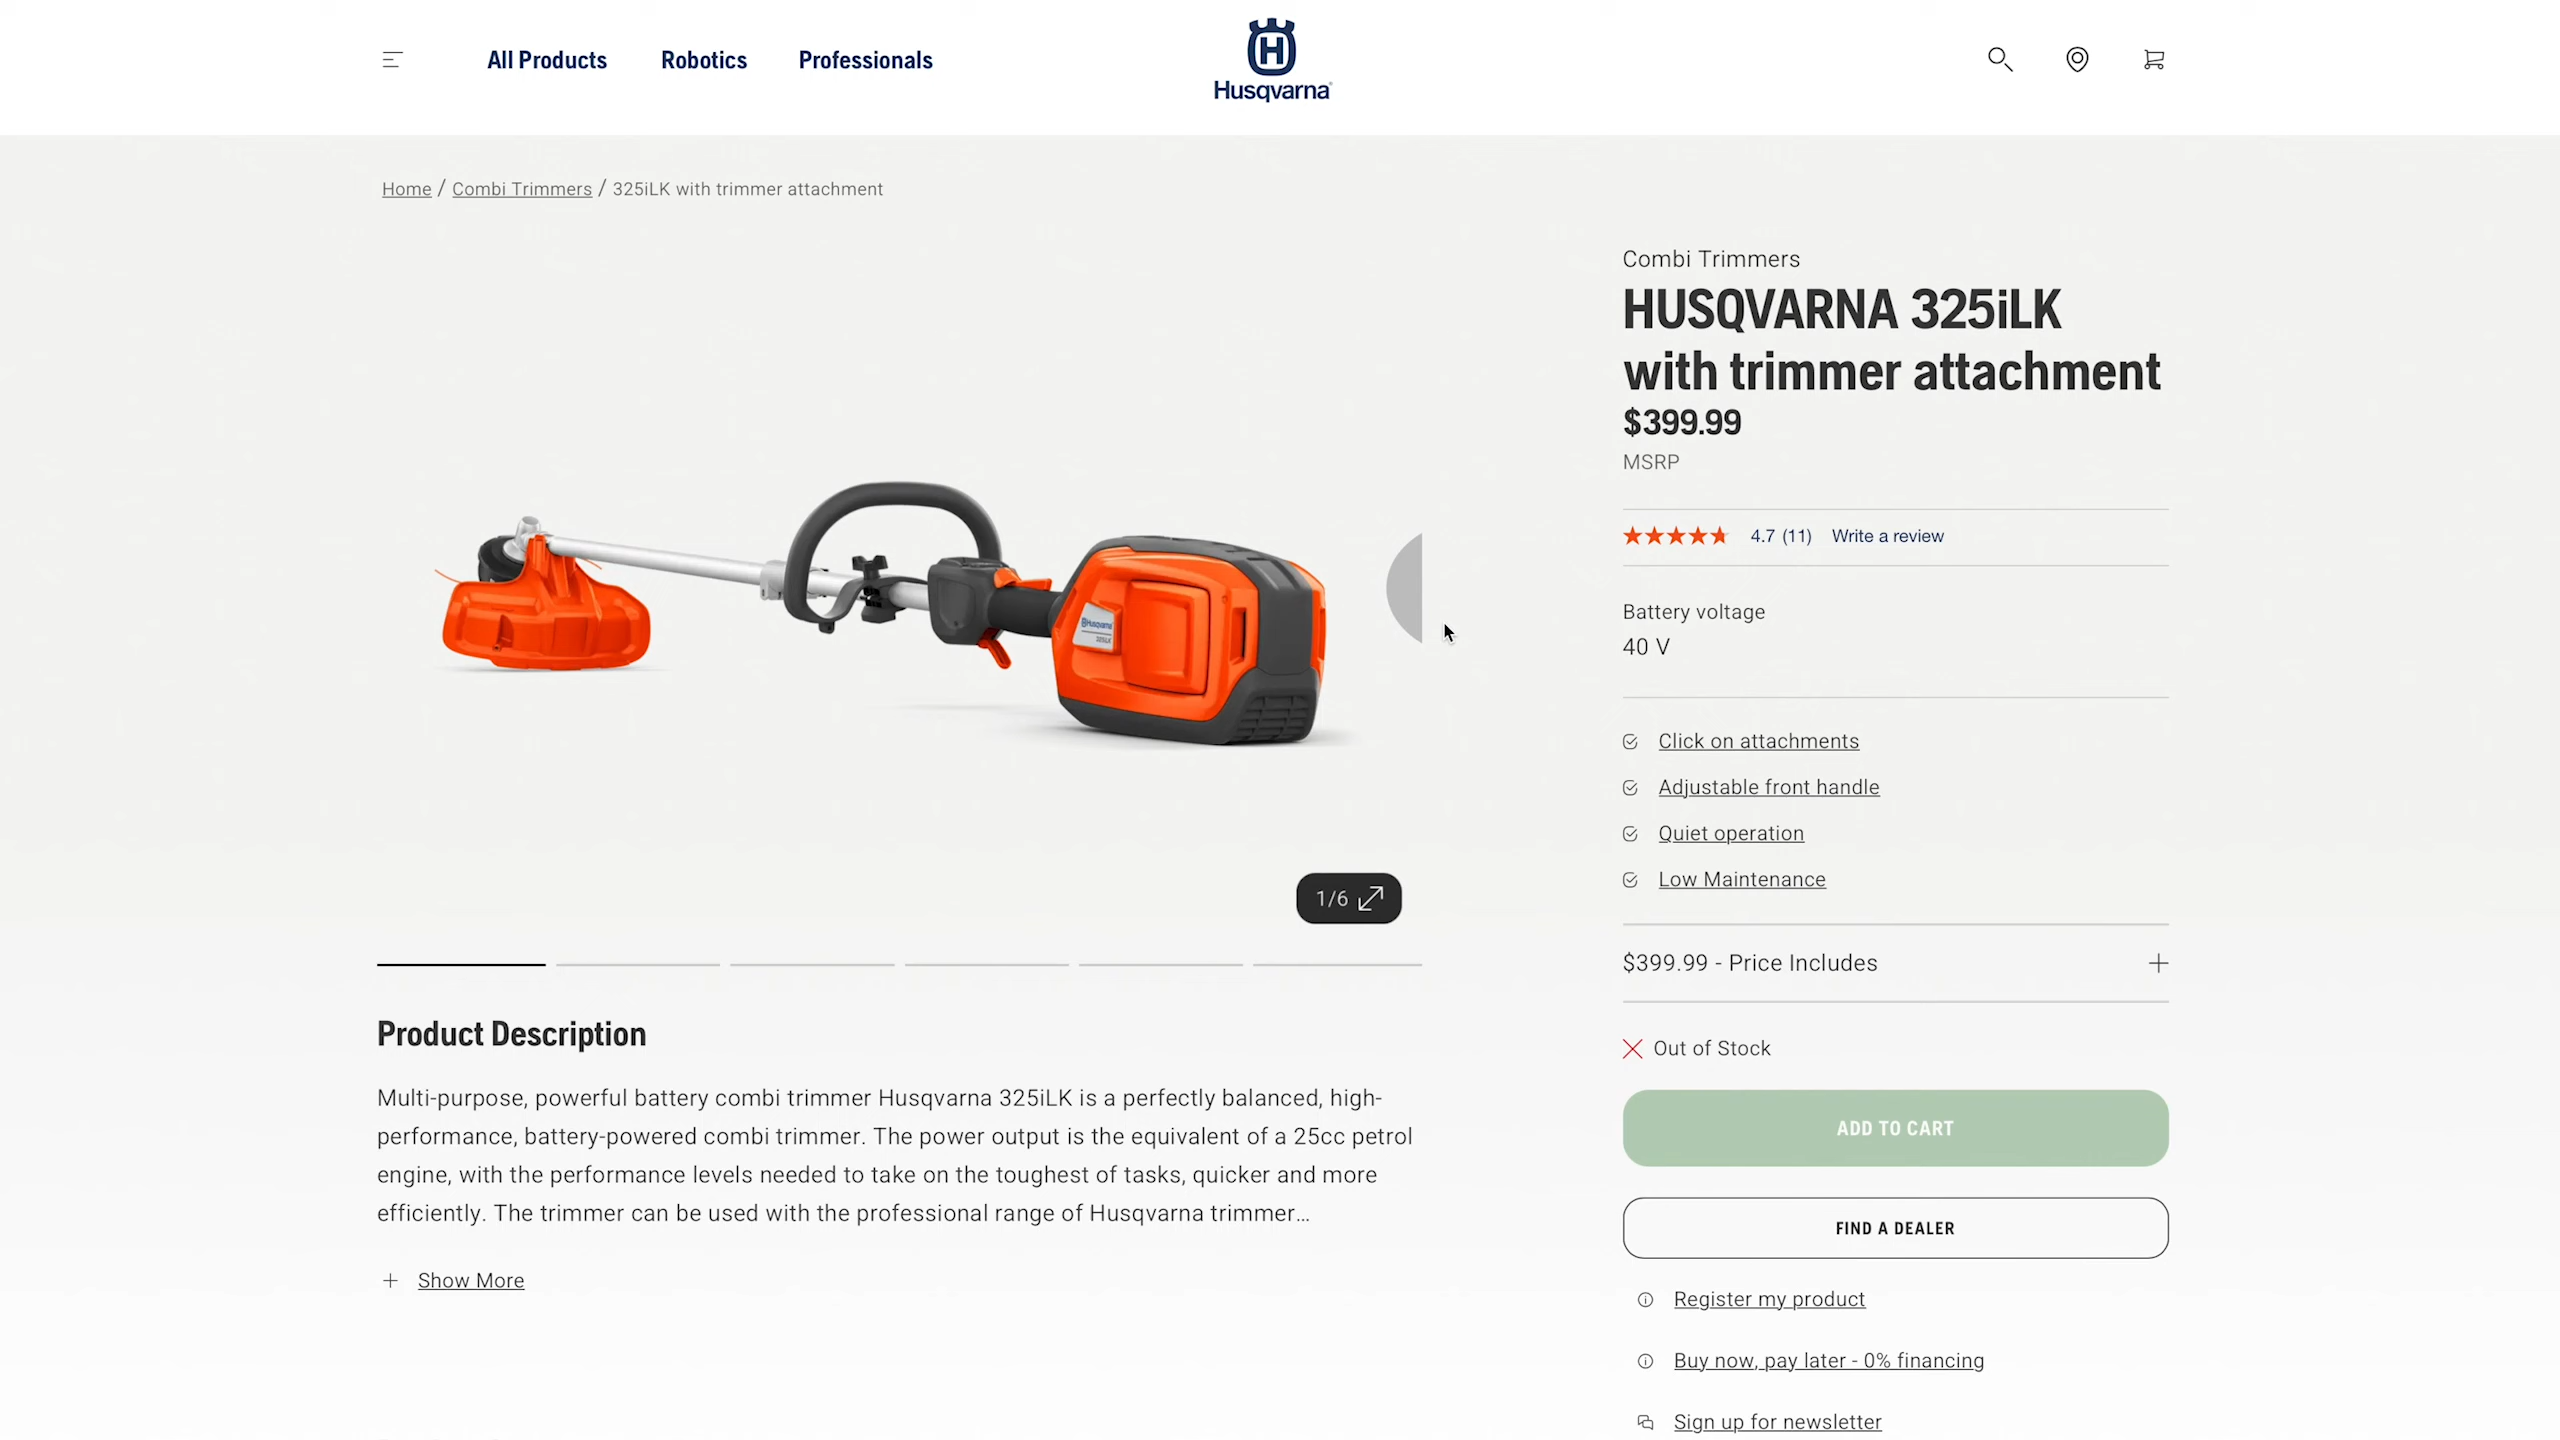 All Products
Robotics
Professionals
Husqvarna
Home / Combi Trimmers / 325iLK with trimmer attachment
Combi Trimmers
HUSQVARNA 325iLK
with trimmer attachment
$399.99
MSRP
4.7 (11) Write a review
Battery voltage
40 V
Click on attachments
Adjustable front handle
Quiet operation
Low Maintenance
$399.99 - Price Includes
Out of Stock
ADD TO CART
FIND A DEALER
Register my product
Buy now, pay later - 0% financing
Sign up for newsletter
Husqvarna
325iLK
1/6
Product Description
Multi-purpose, powerful battery combi trimmer Husqvarna 325iLK is a perfectly balanced, high-
performance, battery-powered combi trimmer. The power output is the equivalent of a 25cc petrol
engine, with the performance levels needed to take on the toughest of tasks, quicker and more
efficiently. The trimmer can be used with the professional range of Husqvarna trimmer...
Show More